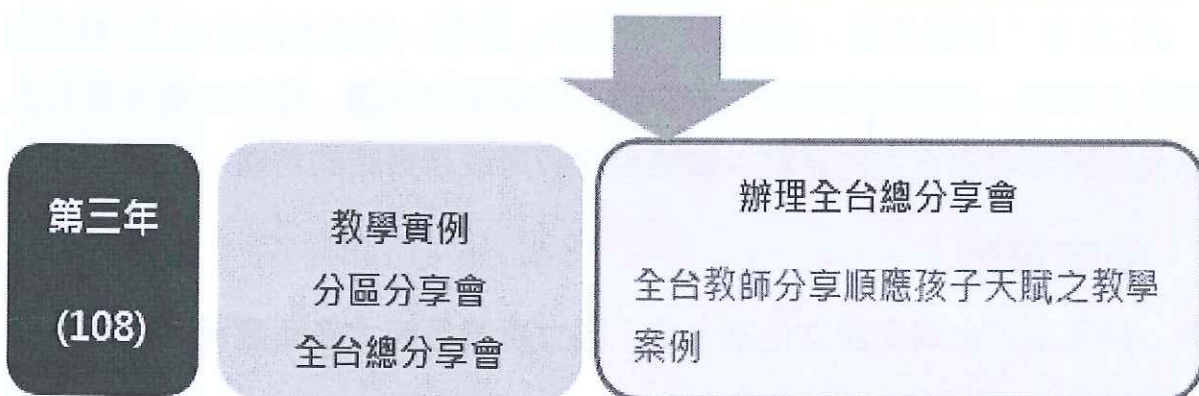 第三年
(108)
教學實例
分區分享會
全台總分享會
辦理全台總分享會
全台教師分享順應孩子天賦之教學
案例